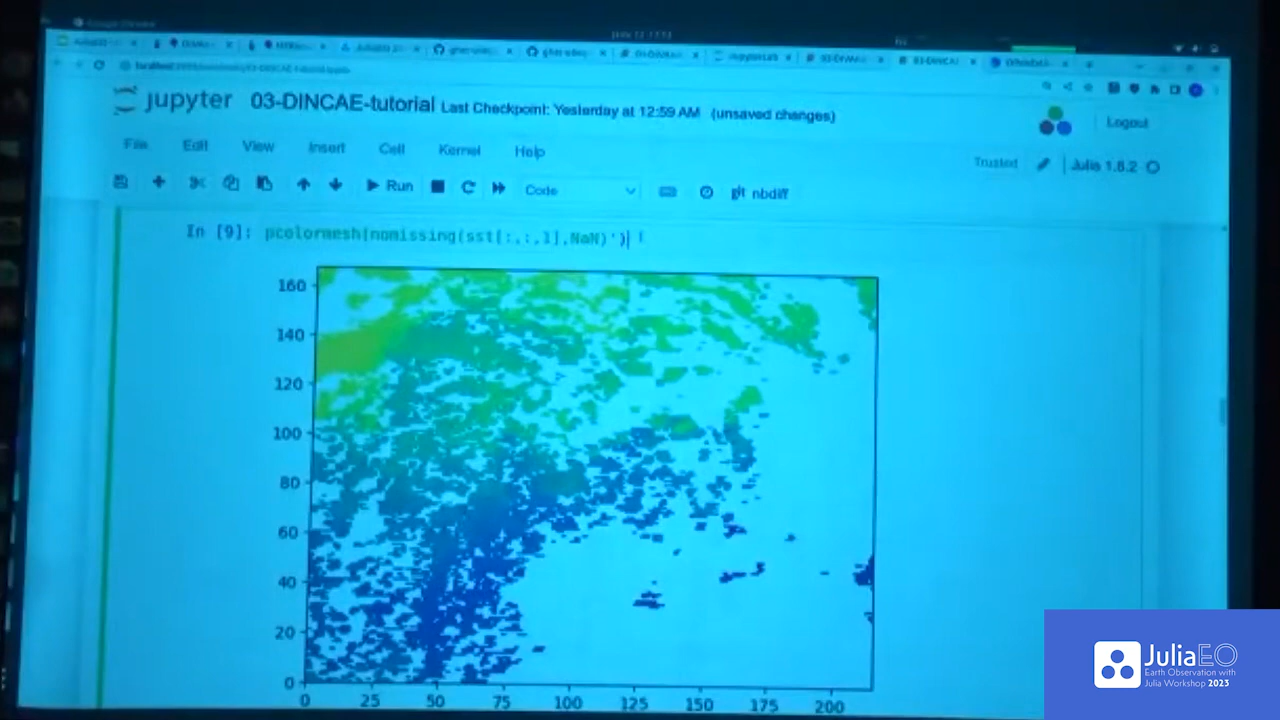 jupyter 03-DINCAE-tutorial Last Checkpoint: Yesterday at 12:59 AM (unsaved changes)
Logout
File Edit View Insert Cell Kernel Help
Trusted Julia 1.8.2
Run Code git nbdiff
In [9]: pcolormesh(nomissing(sst[:,:,1],NaN)')
160
140
120
100
80
60
40
20
0
0 25 50 75 100 125 150 175 200
JuliaEO
Earth Observation with
Julia Workshop 2023